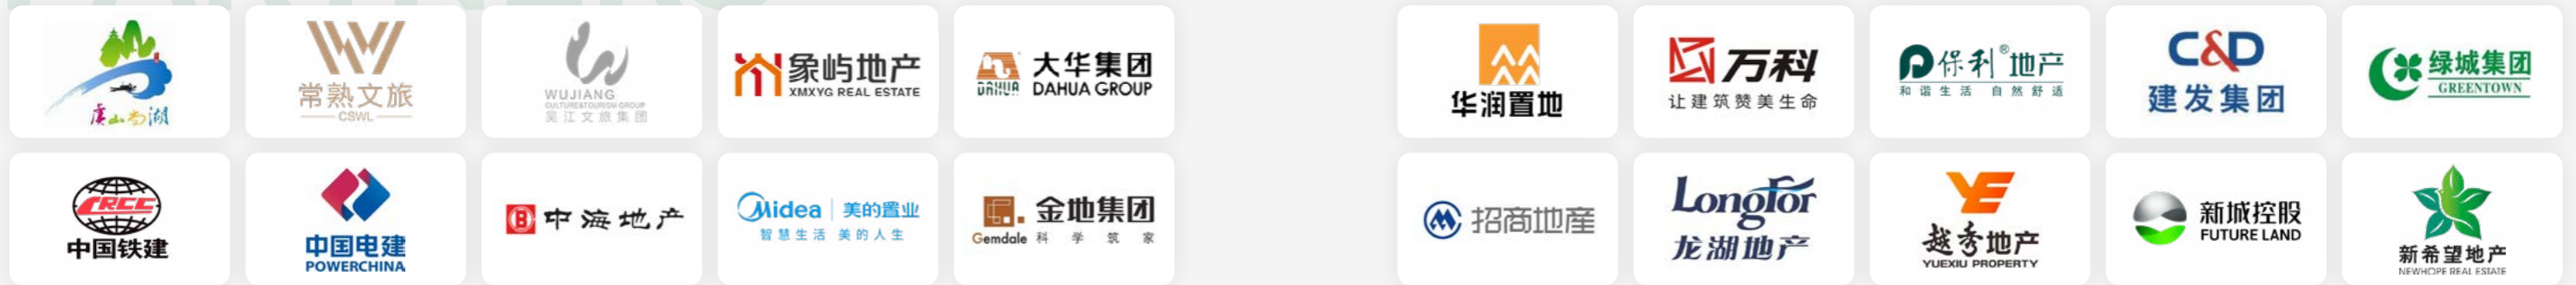 虞山尚湖
常熟文旅
CSWL
WUJIANG
CULTURE&TOURISM GROUP
吴江文旅集团
象屿地产
XMXYG REAL ESTATE
DAHUA
大华集团
DAHUA GROUP
华润置地
万科
让建筑赞美生命
保利®地产
和谐生活 自然舒适
C&D
建发集团
绿城集团
GREENTOWN
CRCC
中国铁建
中国电建
POWERCHINA
中海地产
Midea 美的置业
智慧生活 美的人生
金地集团
Gemdale 科学筑家
招商地産
Longfor
龙湖地产
YE
越秀地产
YUEXIU PROPERTY
新城控股
FUTURE LAND
新希望地产
NEWHOPE REAL ESTATE